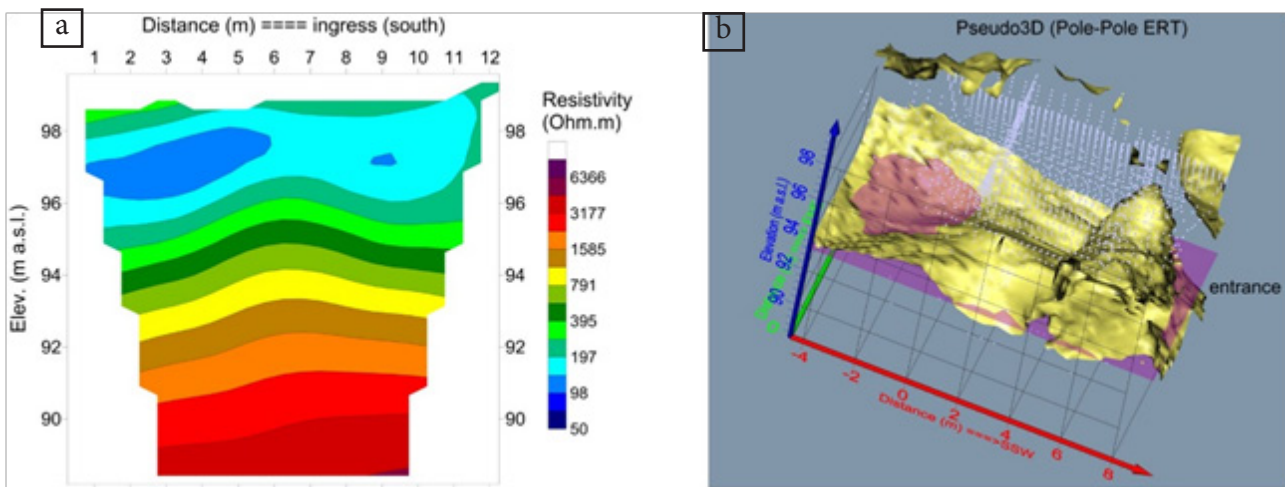 a
Distance (m) ==== ingress (south)
1 2 3 4 5 6 7 8 9 10 11 12
Elev. (m a.s.l.)
98 98
96 96
94 94
92 92
90 90
Resistivity
(Ohm.m)
6366
3177
1585
791
395
197
98
50
b
Pseudo3D (Pole-Pole ERT)
98
96
94
92
90
Elevation (m a.s.l.)
entrance
-4 -2 0 2 4 6 8
Distance (m) ===>SSW